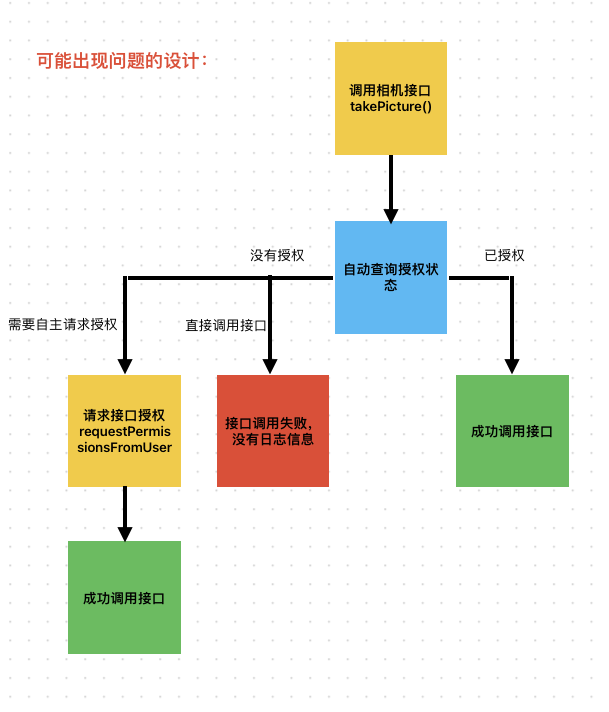 可能出现问题的设计：
调用相机接口
takePicture()
没有授权
已授权
自动查询授权状
态
需要自主请求授权
直接调用接口
请求接口授权
requestPermis
sionsFromUser
接口调用失败，
没有日志信息
成功调用接口
成功调用接口